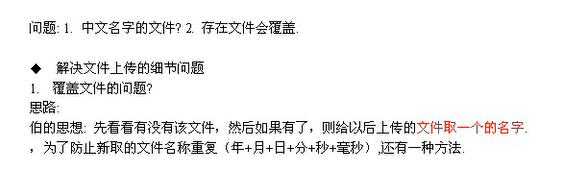 问题: 1. 中文名字的文件? 2. 存在文件会覆盖.
◆ 解决文件上传的细节问题
1. 覆盖文件的问题?
思路:
伯的思想: 先看看有没有该文件，然后如果有了，则给以后上传的文件取一个的名字.
，为了防止新取的文件名称重复（年+月+日+分+秒+毫秒）,还有一种方法.